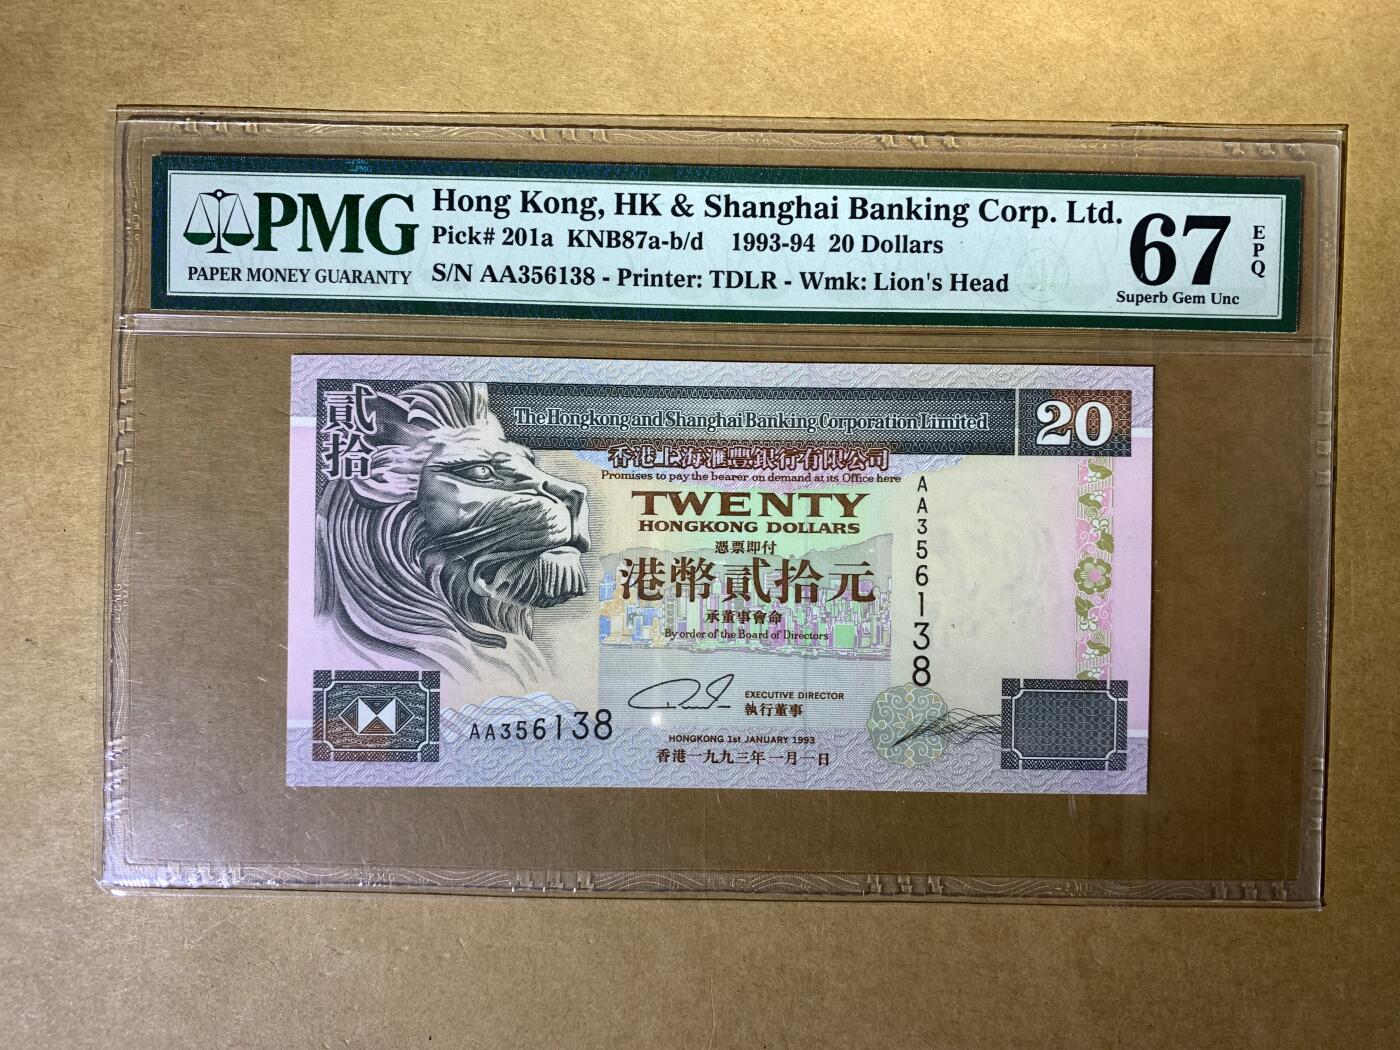 PMG
PAPER MONEY GUARANTY
Hong Kong, HK & Shanghai Banking Corp. Ltd.
Pick# 201a KNB87a-b/d 1993-94 20 Dollars
S/N AA356138 - Printer: TDLR - Wmk: Lion's Head
67
EPQ
Superb Gem Unc
貳拾
The Hongkong and Shanghai Banking Corporation Limited
20
香港上海滙豐銀行有限公司
Promises to pay the bearer on demand at its Office here
TWENTY
HONGKONG DOLLARS
憑票即付
港幣貳拾元
承董事會命
By order of the Board of Directors
AA356138
EXECUTIVE DIRECTOR
執行董事
AA356138
HONGKONG 1st JANUARY 1993
香港一九九三年一月一日